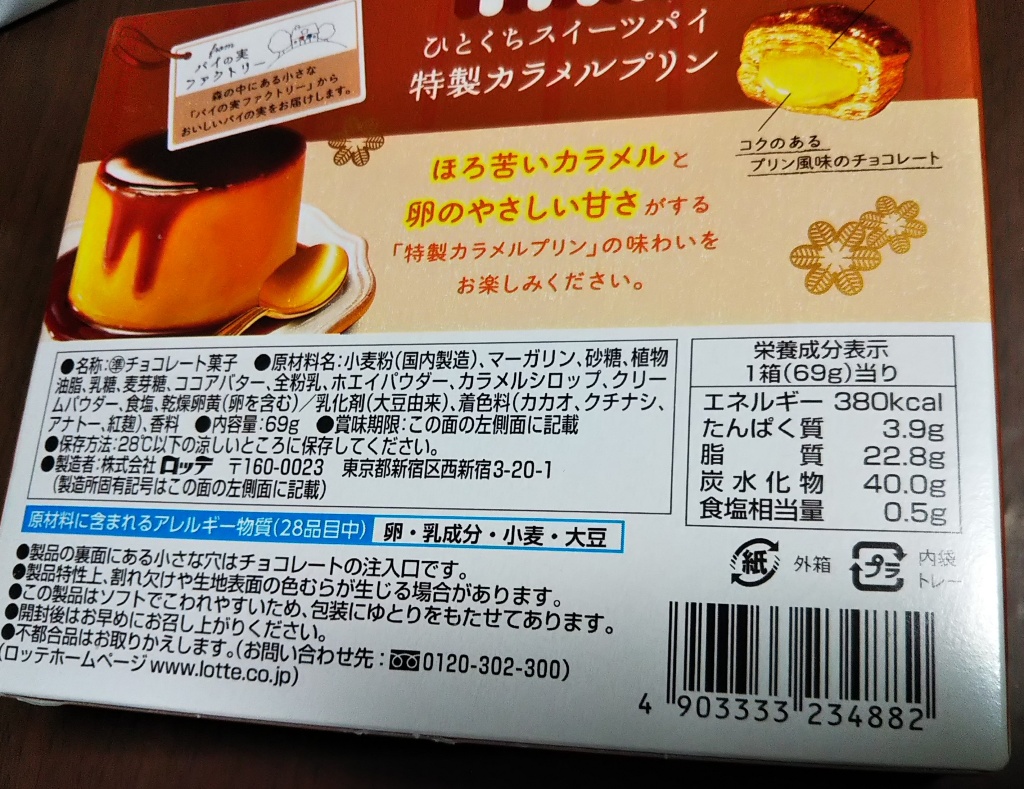 from
パイの実
ファクトリー
森の中にある小さな
「パイの実ファクトリー」から
おいしいパイの実をお届けします。
ひとくちスイーツパイ
特製カラメルプリン
コクのある
プリン風味のチョコレート
ほろ苦いカラメルと
卵のやさしい甘さがする
「特製カラメルプリン」の味わいを
お楽しみください。
●名称:準チョコレート菓子 ●原材料名:小麦粉(国内製造)、マーガリン、砂糖、植物
油脂、乳糖、麦芽糖、ココアバター、全粉乳、ホエイパウダー、カラメルシロップ、クリー
ムパウダー、食塩、乾燥卵黄(卵を含む)/乳化剤(大豆由来)、着色料(カカオ、クチナシ、
アナトー、紅麹)、香料 ●内容量:69g ●賞味期限:この面の左側面に記載
●保存方法:28℃以下の涼しいところに保存してください。
●製造者:株式会社ロッテ 〒160-0023 東京都新宿区西新宿3-20-1
(製造所固有記号はこの面の左側面に記載)
栄養成分表示
1箱(69g)当り
エネルギー 380kcal
たんぱく質 3.9g
脂質 22.8g
炭水化物 40.0g
食塩相当量 0.5g
原材料に含まれるアレルギー物質(28品目中) 卵・乳成分・小麦・大豆
紙 外箱 プラ 内袋
トレー
●製品の裏面にある小さな穴はチョコレートの注入口です。
●製品特性上、割れ欠けや生地表面の色むらが生じる場合があります。
●この製品はソフトでこわれやすいため、包装にゆとりをもたせてあります。
●開封後はお早めにお召し上がりください。
●不都合品はお取りかえします。(お問い合わせ先:0120-302-300)
(ロッテホームページ www.lotte.co.jp)
4 903333 234882